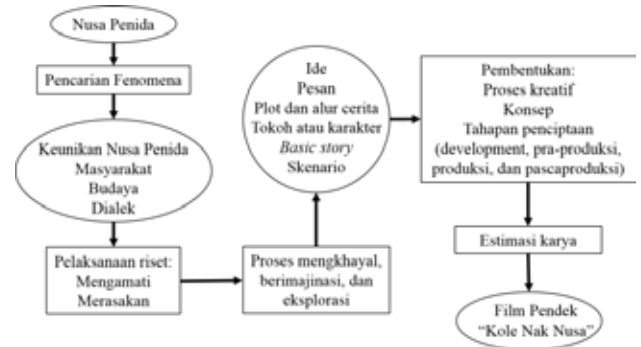 Nusa Penida
Pencarian Fenomena
Keunikan Nusa Penida
Masyarakat
Budaya
Dialek
Pelaksanaan riset:
Mengamati
Merasakan
Proses mengkhayal,
berimajinasi, dan
eksplorasi
Ide
Pesan
Plot dan alur cerita
Tokoh atau karakter
Basic story
Skenario
Pembentukan:
Proses kreatif
Konsep
Tahapan penciptaan
(development, pra-produksi,
produksi, dan pascaproduksi)
Estimasi karya
Film Pendek
“Kole Nak Nusa”